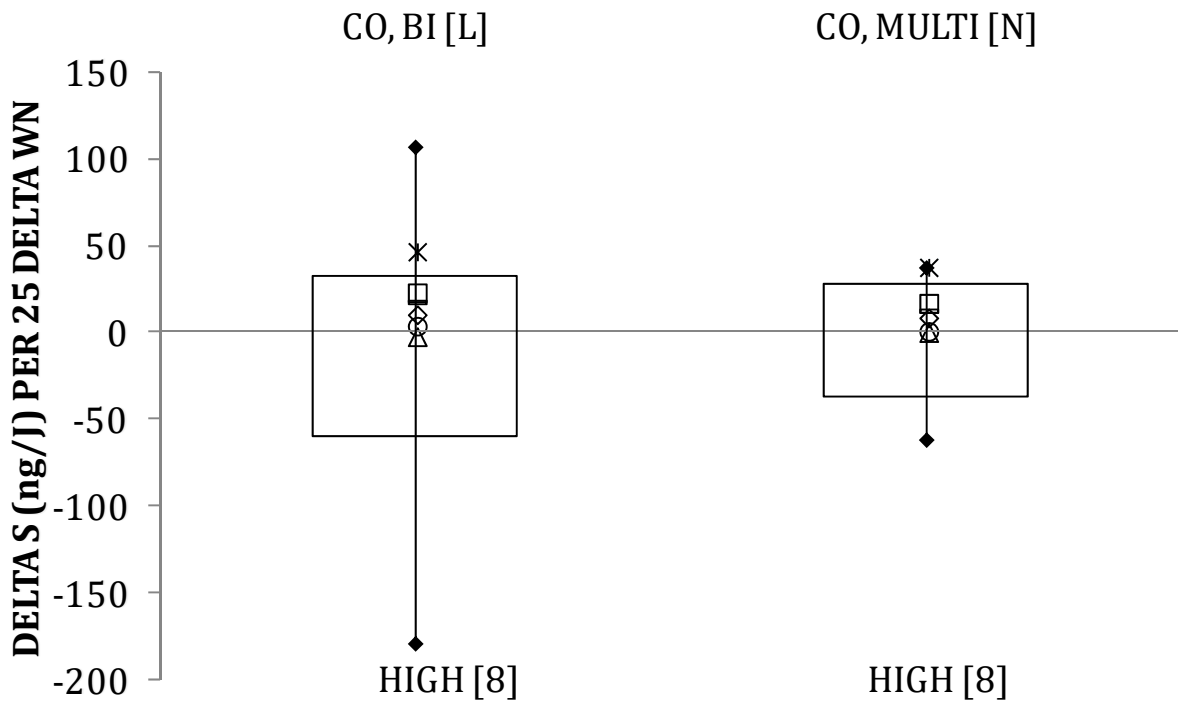 CO, BI [L]
CO, MULTI [N]
DELTA S (ng/J) PER 25 DELTA WN
150
100
50
0
-50
-100
-150
-200
HIGH [8]
HIGH [8]